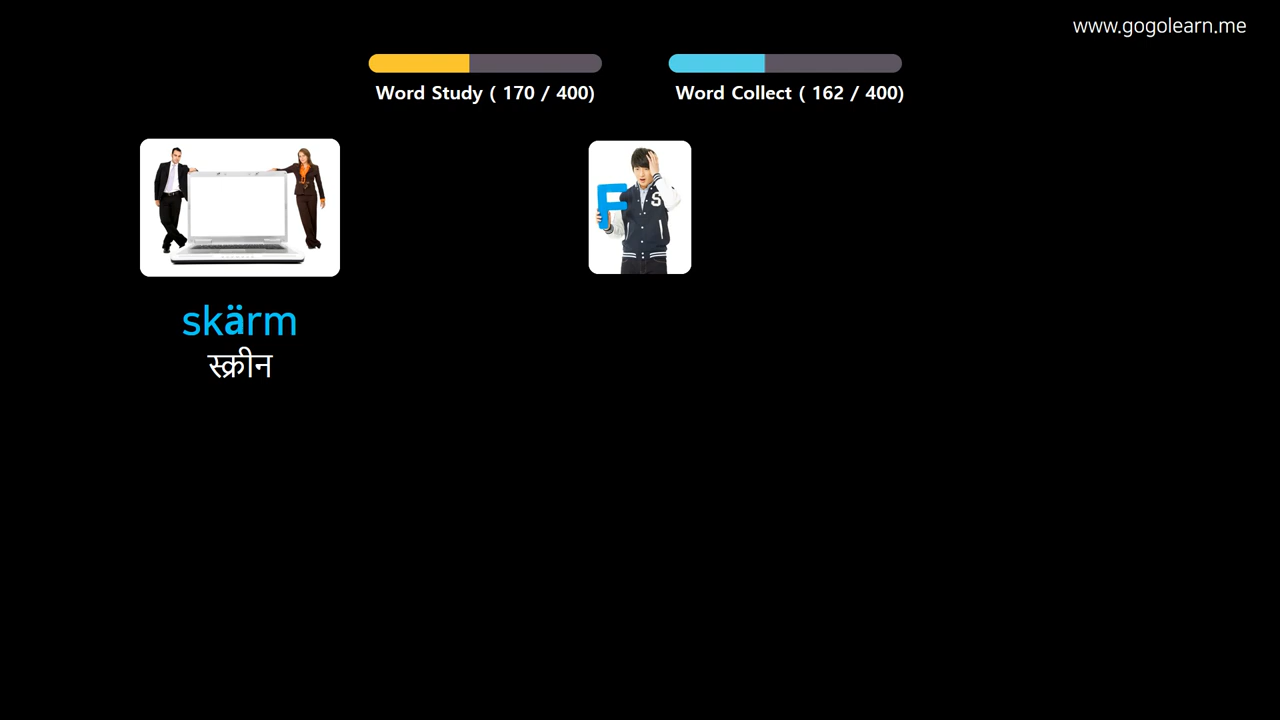 www.gogolearn.me
Word Study ( 170 / 400)
Word Collect ( 162 / 400)
F
S
skärm
स्क्रीन